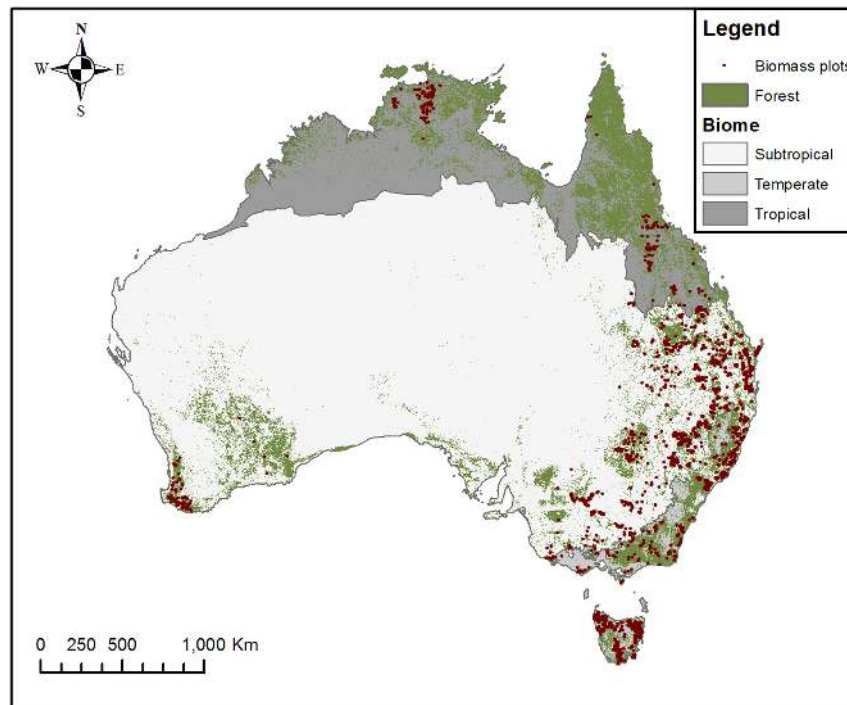 N
W E
S
Legend
Biomass plots
Forest
Biome
Subtropical
Temperate
Tropical
0 250 500 1,000 Km